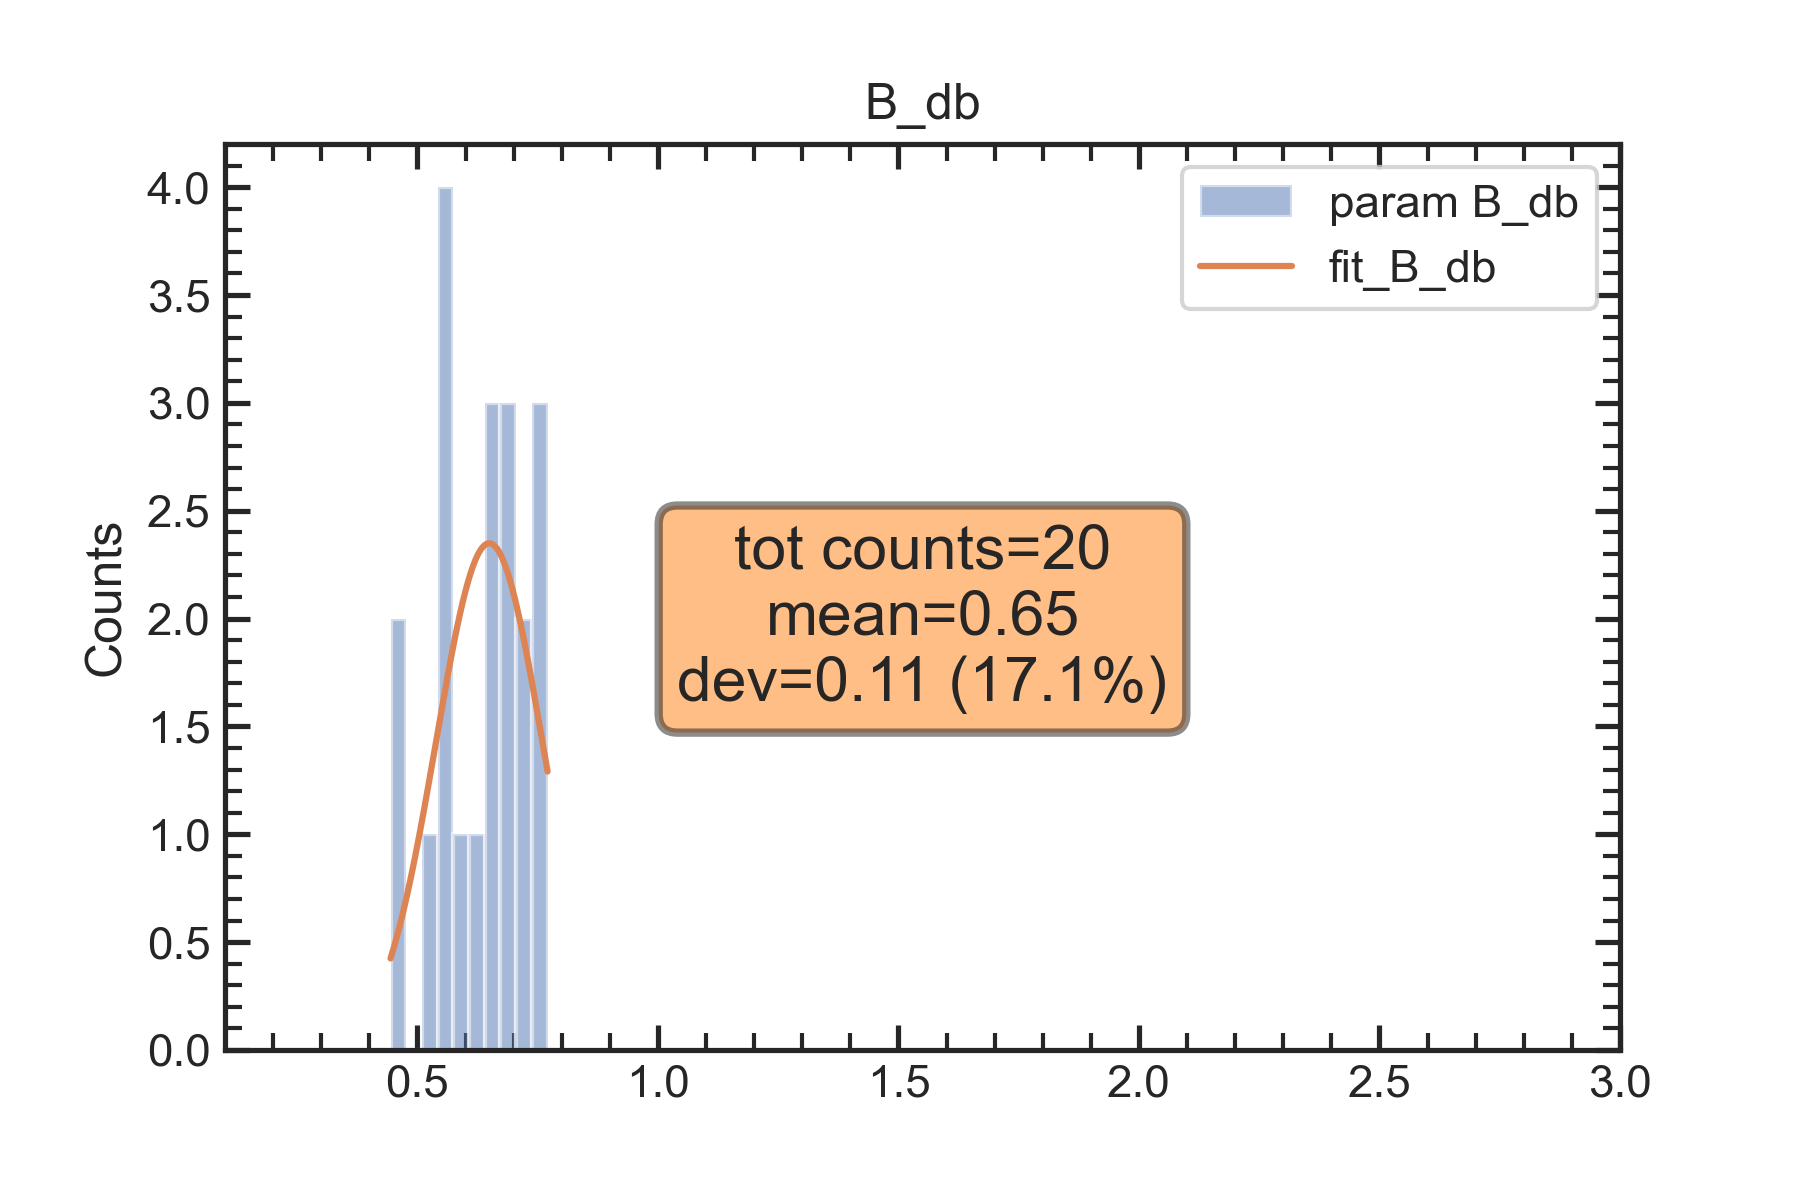 B_db
4.0
3.5
3.0
2.5
2.0
1.5
1.0
0.5
0.0
Counts
param B_db
fit_B_db
tot counts=20
mean=0.65
dev=0.11 (17.1%)
0.5 1.0 1.5 2.0 2.5 3.0